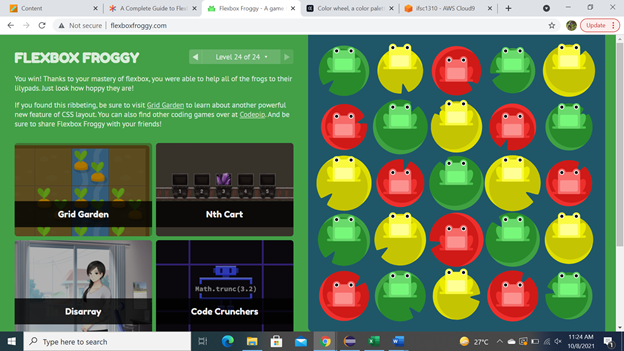 Content
A Complete Guide to Flex
Flexbox Froggy - A game
Color wheel, a color palet
ifsc1310 - AWS Cloud9
Not secure | flexboxfroggy.com
Update
FLEXBOX FROGGY
Level 24 of 24
You win! Thanks to your mastery of flexbox, you were able to help all of the frogs to their
lilypads. Just look how hoppy they are!
If you found this ribbeting, be sure to visit Grid Garden to learn about another powerful
new feature of CSS layout. You can also find other coding games over at Codepip. And be
sure to share Flexbox Froggy with your friends!
1 2 3 4 5
Grid Garden
Nth Cart
Math.trunc(3.2)
Disarray
Code Crunchers
Type here to search
27°C
11:24 AM
10/8/2021